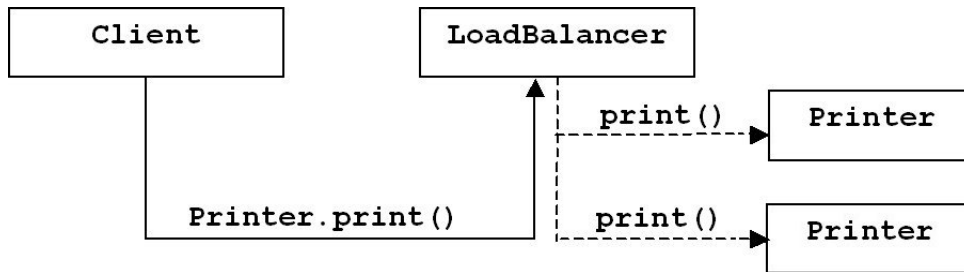 Client
LoadBalancer
print()
Printer
Printer.print()
print()
Printer